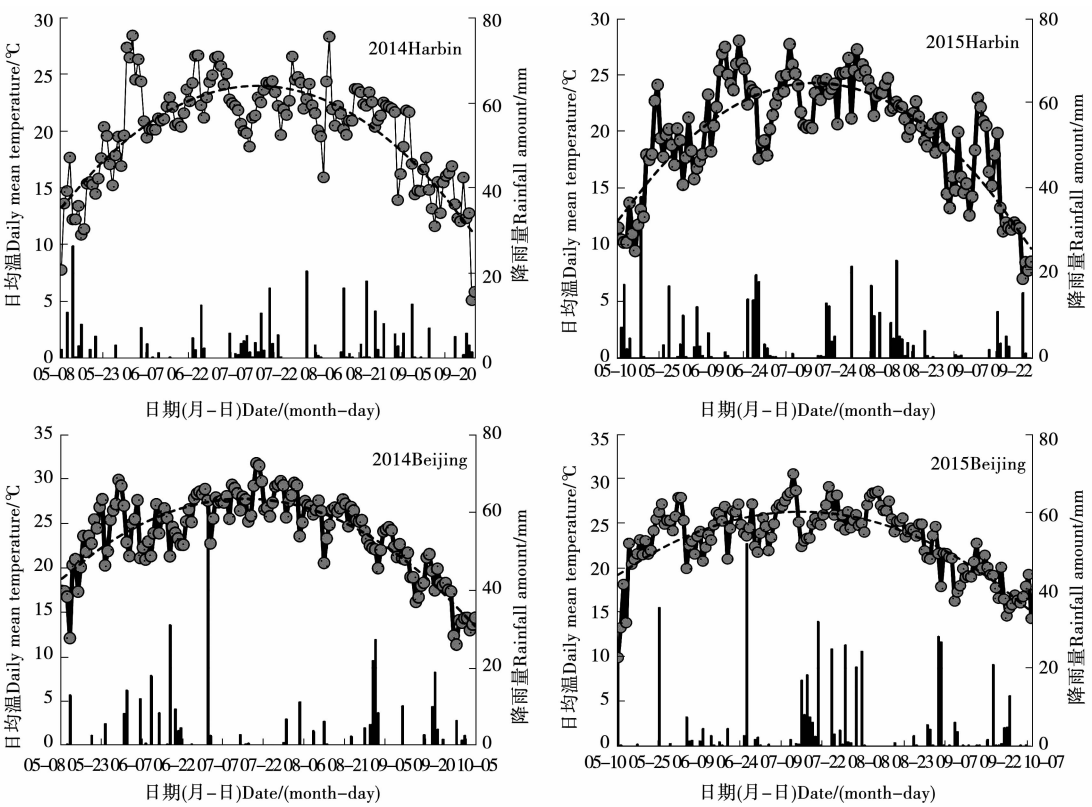 2014Harbin
日均温Daily mean temperature/℃
30
25
20
15
10
5
0
80
60
40
20
0
降雨量Rainfall amount/mm
05-08 05-23 06-07 06-22 07-07 07-22 08-06 08-21 09-05 09-20
日期(月-日)Date/(month-day)
2015Harbin
日均温Daily mean temperature/℃
30
25
20
15
10
5
0
80
60
40
20
0
降雨量Rainfall amount/mm
05-10 05-25 06-09 06-24 07-09 07-24 08-08 08-23 09-07 09-22
日期(月-日)Date/(month-day)
2014Beijing
日均温Daily mean temperature/℃
35
30
25
20
15
10
5
0
80
60
40
20
0
降雨量Rainfall amount/mm
05-08 05-23 06-07 06-22 07-07 07-22 08-06 08-21 09-05 09-20 10-05
日期(月-日)Date/(month-day)
2015Beijing
日均温Daily mean temperature/℃
35
30
25
20
15
10
5
0
80
60
40
20
0
降雨量Rainfall amount/mm
05-10 05-25 06-09 06-24 07-09 07-22 08-08 08-23 09-07 09-22 10-07
日期(月-日)Date/(month-day)